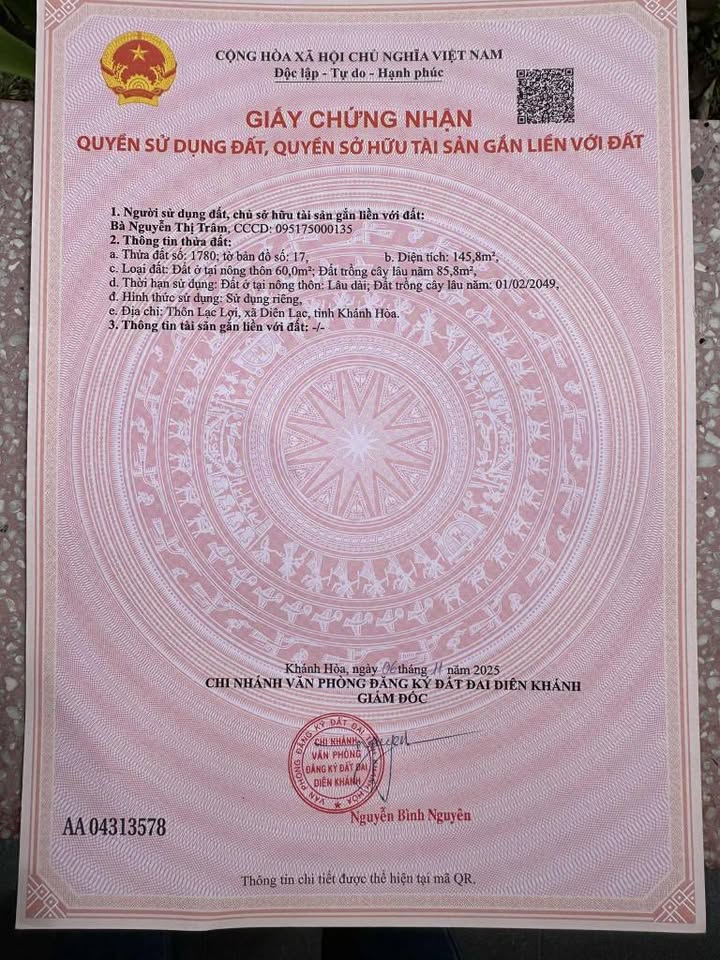 CỘNG HÒA XÃ HỘI CHỦ NGHĨA VIỆT NAM
Độc lập - Tự do - Hạnh phúc
GIẤY CHỨNG NHẬN
QUYỀN SỬ DỤNG ĐẤT, QUYỀN SỞ HỮU TÀI SẢN GẮN LIỀN VỚI ĐẤT
1. Người sử dụng đất, chủ sở hữu tài sản gắn liền với đất:
Bà Nguyễn Thị Trâm, CCCD: 095175000135
2. Thông tin thửa đất:
a. Thửa đất số: 1780; tờ bản đồ số: 17, b. Diện tích: 145,8m²,
c. Loại đất: Đất ở tại nông thôn 60,0m²; Đất trồng cây lâu năm 85,8m²,
d. Thời hạn sử dụng: Đất ở tại nông thôn: Lâu dài; Đất trồng cây lâu năm: 01/02/2049,
đ. Hình thức sử dụng: Sử dụng riêng,
e. Địa chỉ: Thôn Lạc Lợi, xã Diên Lạc, tỉnh Khánh Hòa.
3. Thông tin tài sản gắn liền với đất: -/-
Khánh Hòa, ngày 06 tháng 11 năm 2025
CHI NHÁNH VĂN PHÒNG ĐĂNG KÝ ĐẤT ĐAI DIÊN KHÁNH
GIÁM ĐỐC
VĂN PHÒNG ĐĂNG KÝ ĐẤT ĐAI TỈNH KHÁNH HÒA
CHI NHÁNH
VĂN PHÒNG
ĐĂNG KÝ ĐẤT ĐAI
DIÊN KHÁNH
Nguyễn Bình Nguyên
AA 04313578
Thông tin chi tiết được thể hiện tại mã QR.